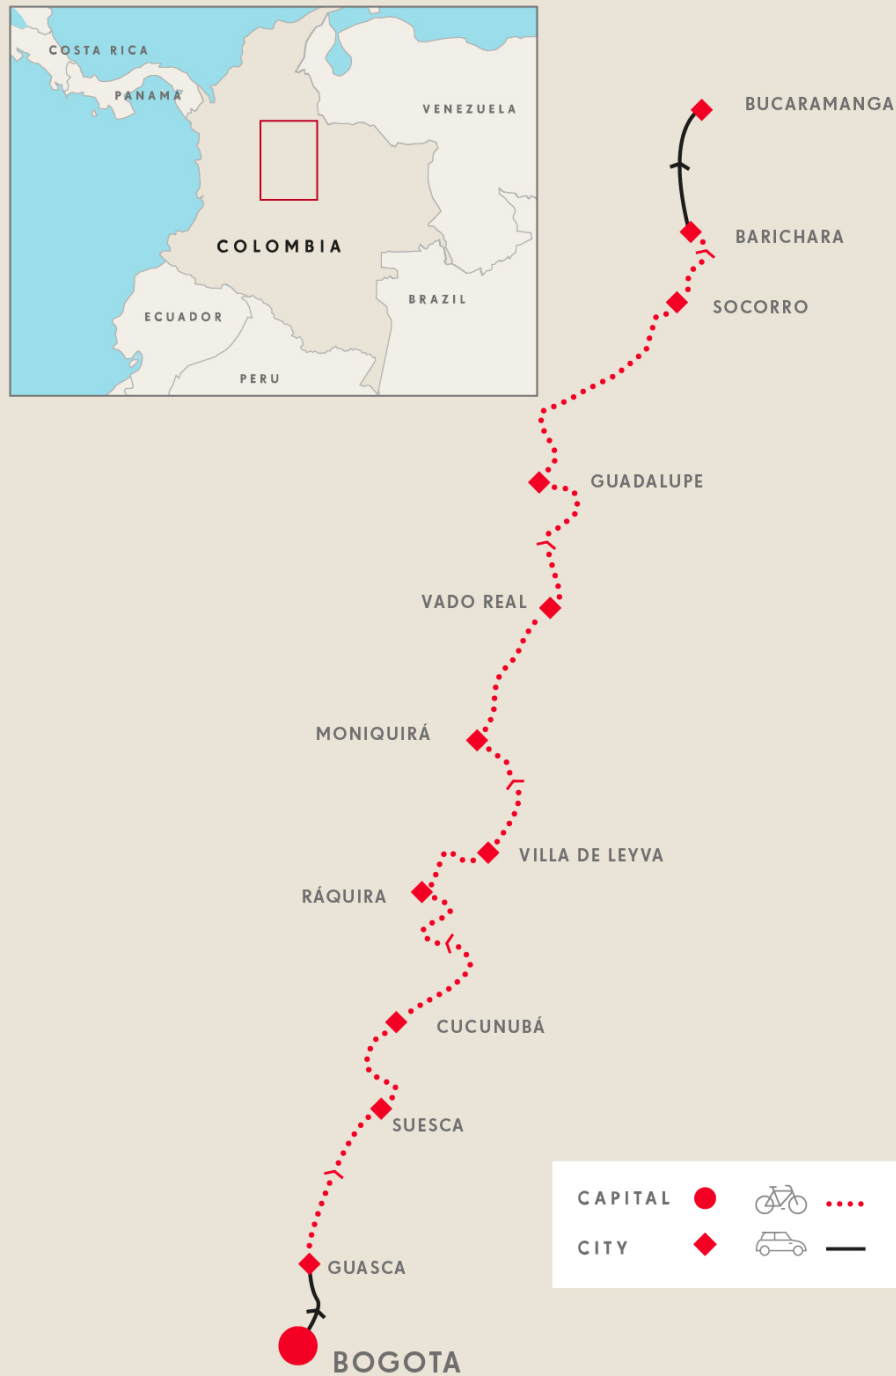 COSTA RICA
PANAMA
VENEZUELA
COLOMBIA
BRAZIL
ECUADOR
PERU
BUCARAMANGA
BARICHARA
SOCORRO
GUADALUPE
VADO REAL
MONIQUIRÁ
VILLA DE LEYVA
RÁQUIRA
CUCUNUBÁ
SUESCA
GUASCA
BOGOTA
CAPITAL
CITY